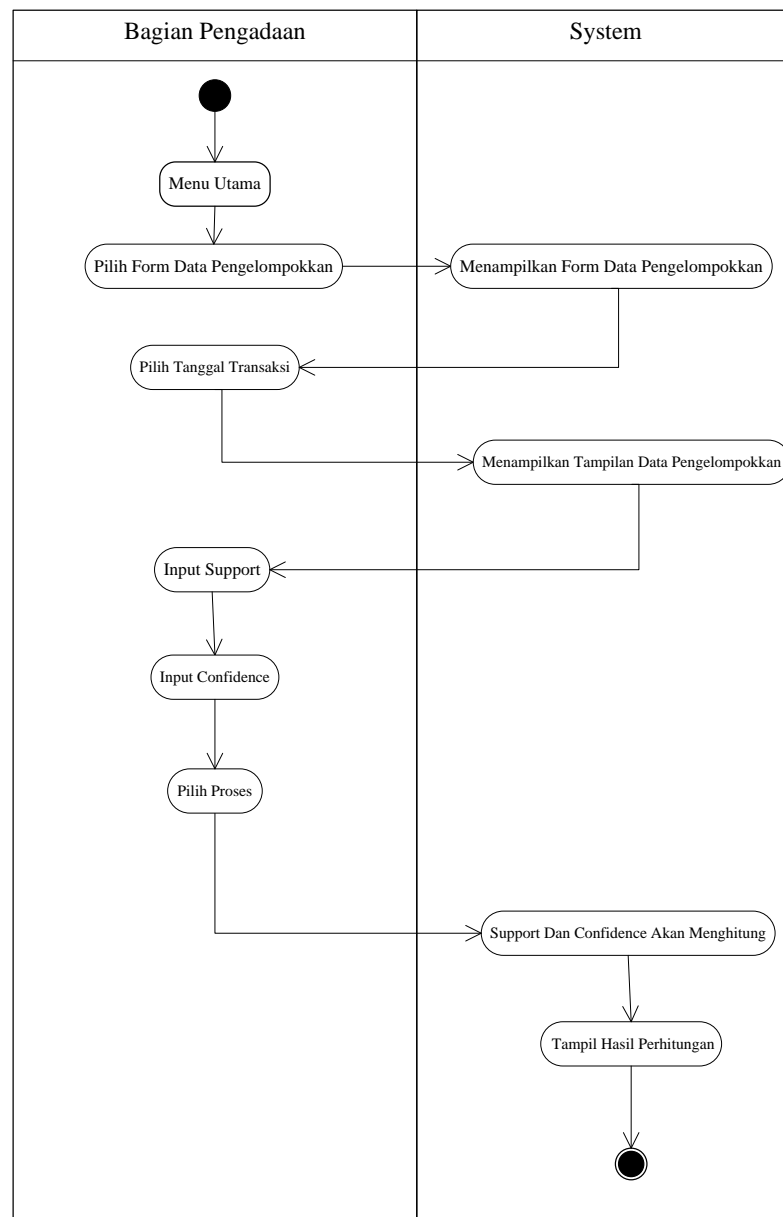 Bagian Pengadaan
System
Menu Utama
Pilih Form Data Pengelompokkan
Menampilkan Form Data Pengelompokkan
Pilih Tanggal Transaksi
Menampilkan Tampilan Data Pengelompokkan
Input Support
Input Confidence
Pilih Proses
Support Dan Confidence Akan Menghitung
Tampil Hasil Perhitungan